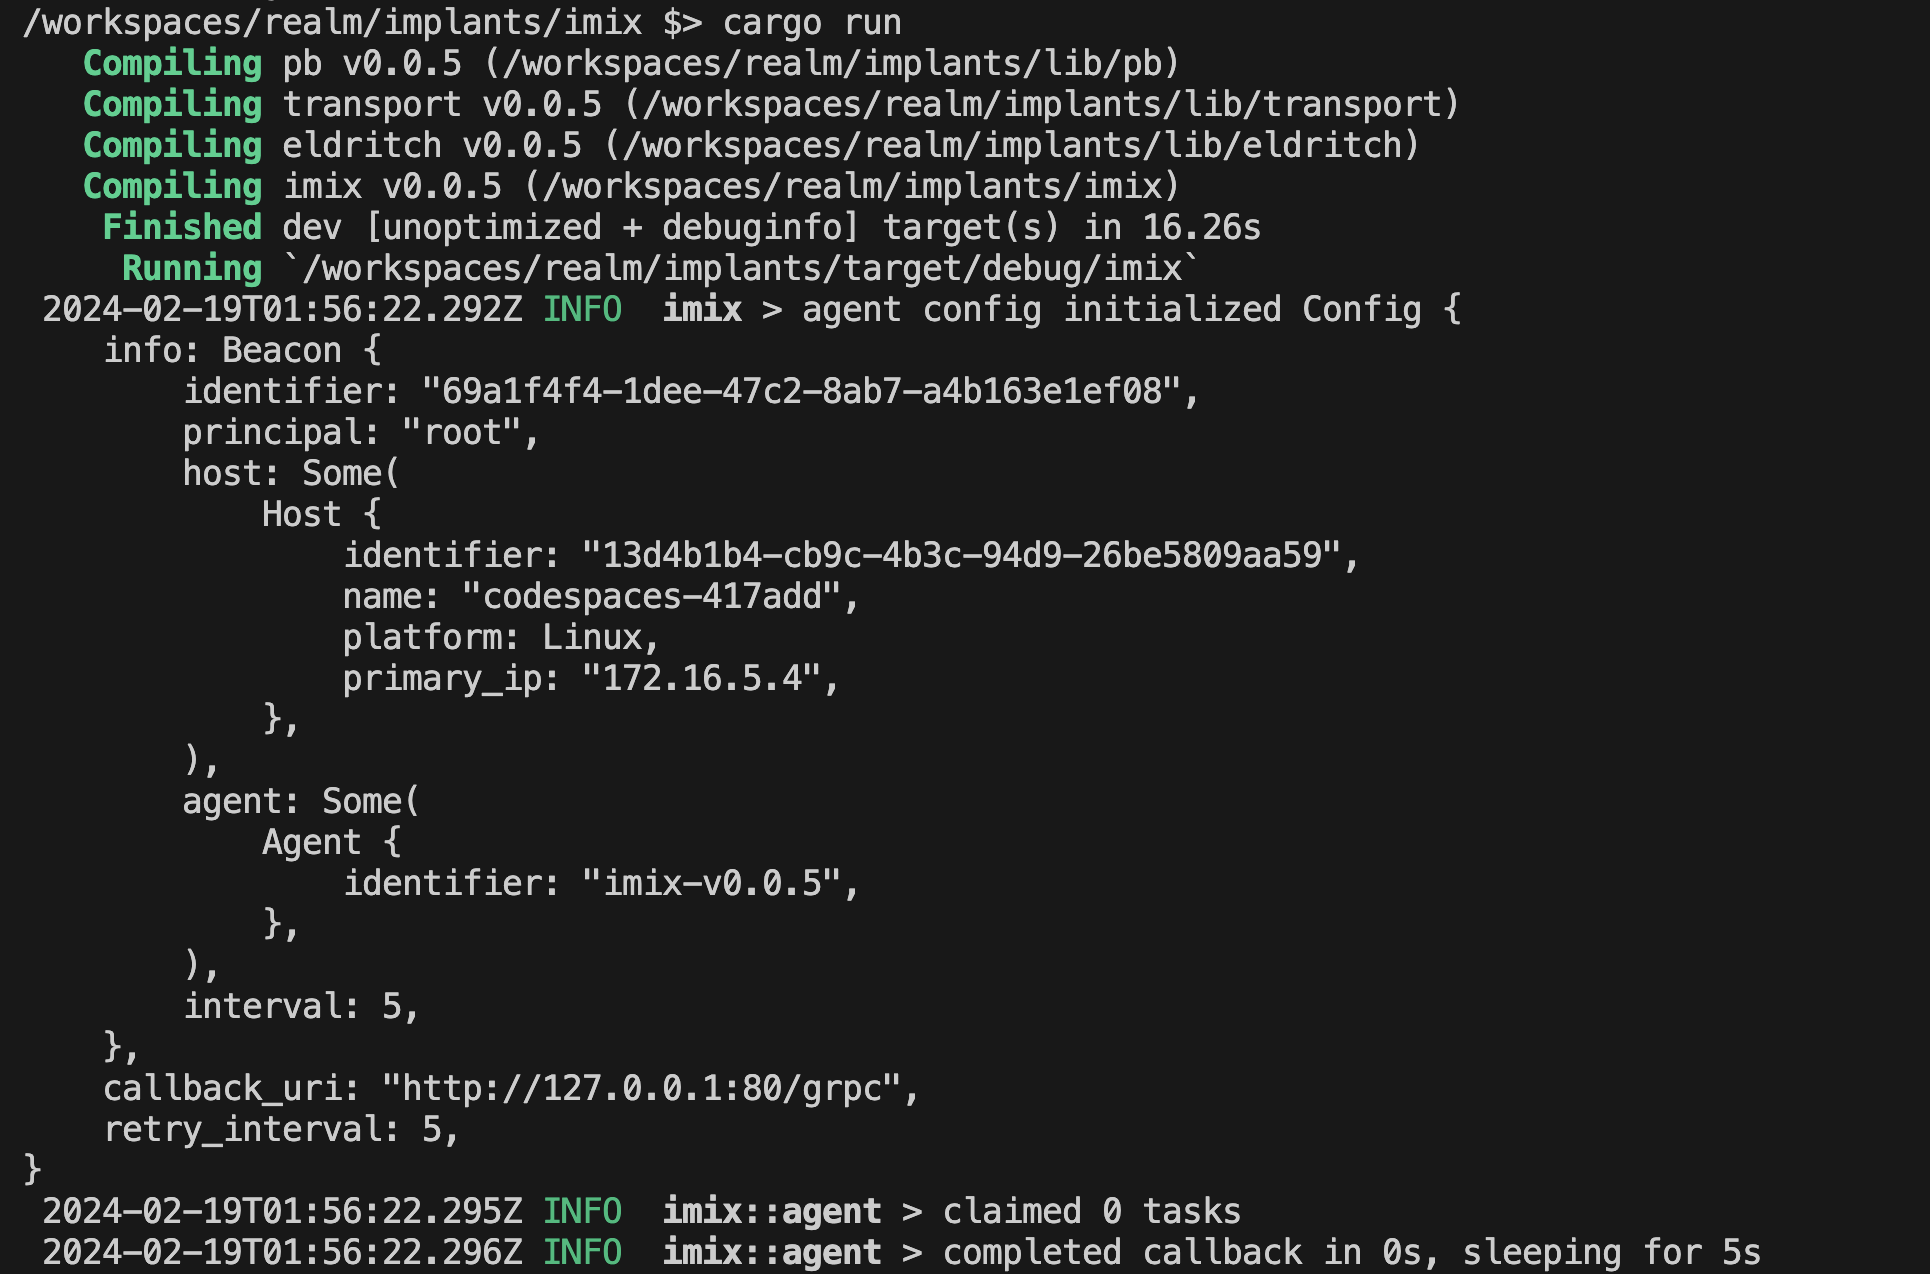 /workspaces/realm/implants/imix $> cargo run
   Compiling pb v0.0.5 (/workspaces/realm/implants/lib/pb)
   Compiling transport v0.0.5 (/workspaces/realm/implants/lib/transport)
   Compiling eldritch v0.0.5 (/workspaces/realm/implants/lib/eldritch)
   Compiling imix v0.0.5 (/workspaces/realm/implants/imix)
    Finished dev [unoptimized + debuginfo] target(s) in 16.26s
     Running `/workspaces/realm/implants/target/debug/imix`
 2024-02-19T01:56:22.292Z INFO  imix > agent config initialized Config {
    info: Beacon {
        identifier: "69a1f4f4-1dee-47c2-8ab7-a4b163e1ef08",
        principal: "root",
        host: Some(
            Host {
                identifier: "13d4b1b4-cb9c-4b3c-94d9-26be5809aa59",
                name: "codespaces-417add",
                platform: Linux,
                primary_ip: "172.16.5.4",
            },
        ),
        agent: Some(
            Agent {
                identifier: "imix-v0.0.5",
            },
        ),
        interval: 5,
    },
    callback_uri: "http://127.0.0.1:80/grpc",
    retry_interval: 5,
}
 2024-02-19T01:56:22.295Z INFO  imix::agent > claimed 0 tasks
 2024-02-19T01:56:22.296Z INFO  imix::agent > completed callback in 0s, sleeping for 5s